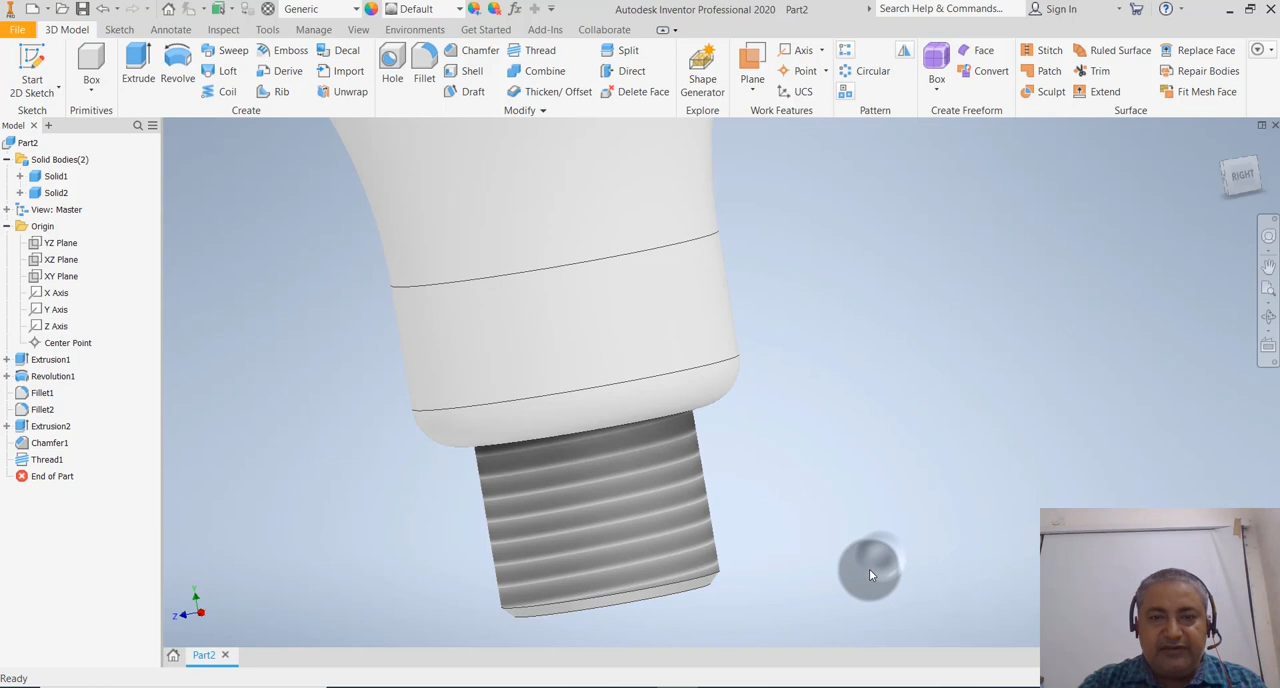 Generic
Default
Autodesk Inventor Professional 2020 Part2
Search Help & Commands...
Sign In
File
3D Model
Sketch
Annotate
Inspect
Tools
Manage
View
Environments
Get Started
Add-Ins
Collaborate
Start
2D Sketch
Sketch
Box
Primitives
Extrude
Revolve
Sweep
Loft
Coil
Emboss
Derive
Rib
Decal
Import
Unwrap
Create
Hole
Fillet
Chamfer
Shell
Draft
Thread
Combine
Thicken/ Offset
Split
Direct
Delete Face
Modify
Shape
Generator
Explore
Plane
Axis
Point
UCS
Work Features
Circular
Pattern
Box
Face
Convert
Create Freeform
Stitch
Patch
Sculpt
Ruled Surface
Trim
Extend
Replace Face
Repair Bodies
Fit Mesh Face
Surface
Model
Part2
Solid Bodies(2)
Solid1
Solid2
View: Master
Origin
YZ Plane
XZ Plane
XY Plane
X Axis
Y Axis
Z Axis
Center Point
Extrusion1
Revolution1
Fillet1
Fillet2
Extrusion2
Chamfer1
Thread1
End of Part
RIGHT
Y
Z
Part2
Ready